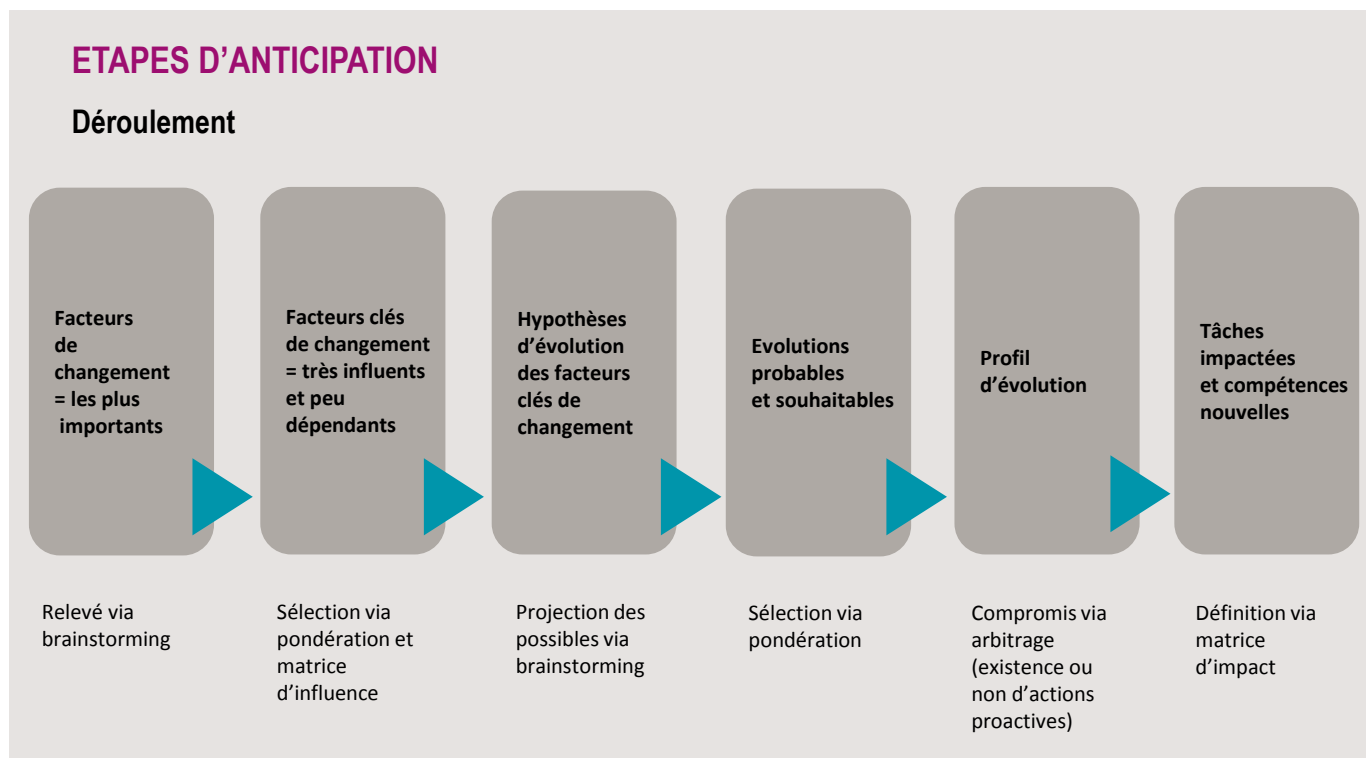 ETAPES D’ANTICIPATION
Déroulement
Facteurs
de
changement
= les plus
importants
Facteurs clés
de changement
= très influents
et peu
dépendants
Hypothèses
d’évolution
des facteurs
clés de
changement
Evolutions
probables
et souhaitables
Profil
d’évolution
Tâches
impactées
et compétences
nouvelles
Relevé via
brainstorming
Sélection via
pondération et
matrice
d’influence
Projection des
possibles via
brainstorming
Sélection via
pondération
Compromis via
arbitrage
(existence ou
non d’actions
proactives)
Définition via
matrice
d’impact